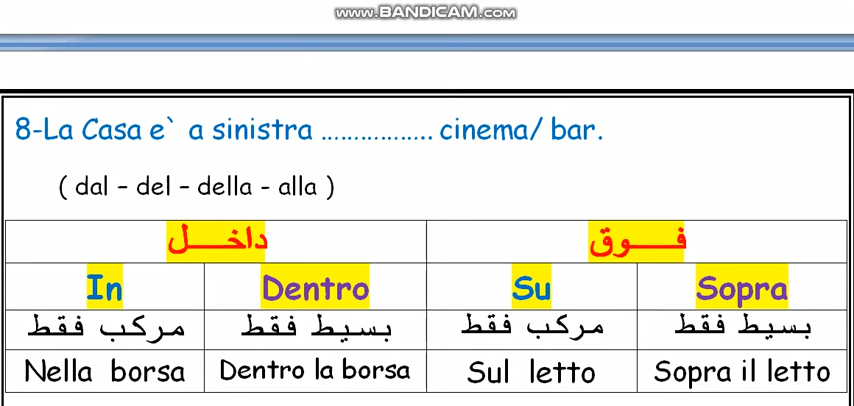 WWW.BANDICAM.COM
8-La Casa e` a sinistra ................. cinema/ bar.
( dal – del – della - alla )
داخـــل فـــوق
In Dentro Su Sopra
مركب فقط بسيط فقط مركب فقط بسيط فقط
Nella borsa Dentro la borsa Sul letto Sopra il letto